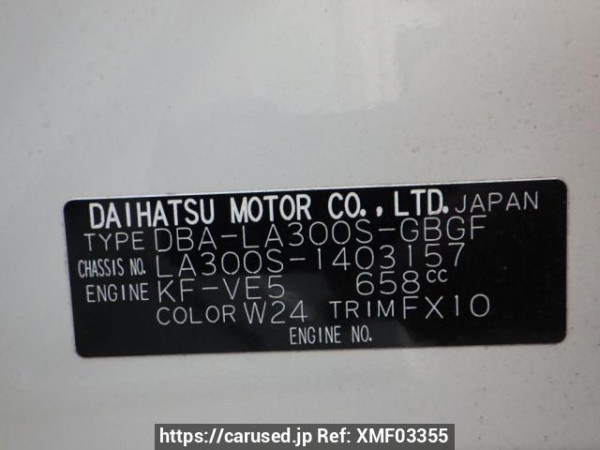 DAIHATSU MOTOR CO., LTD. JAPAN
TYPE DBA-LA300S-GBGF
CHASSIS NO. LA300S-1403157
ENGINE KF-VE5 658cc
COLOR W24 TRIM FX10
ENGINE NO.
https://carused.jp Ref: XMF03355